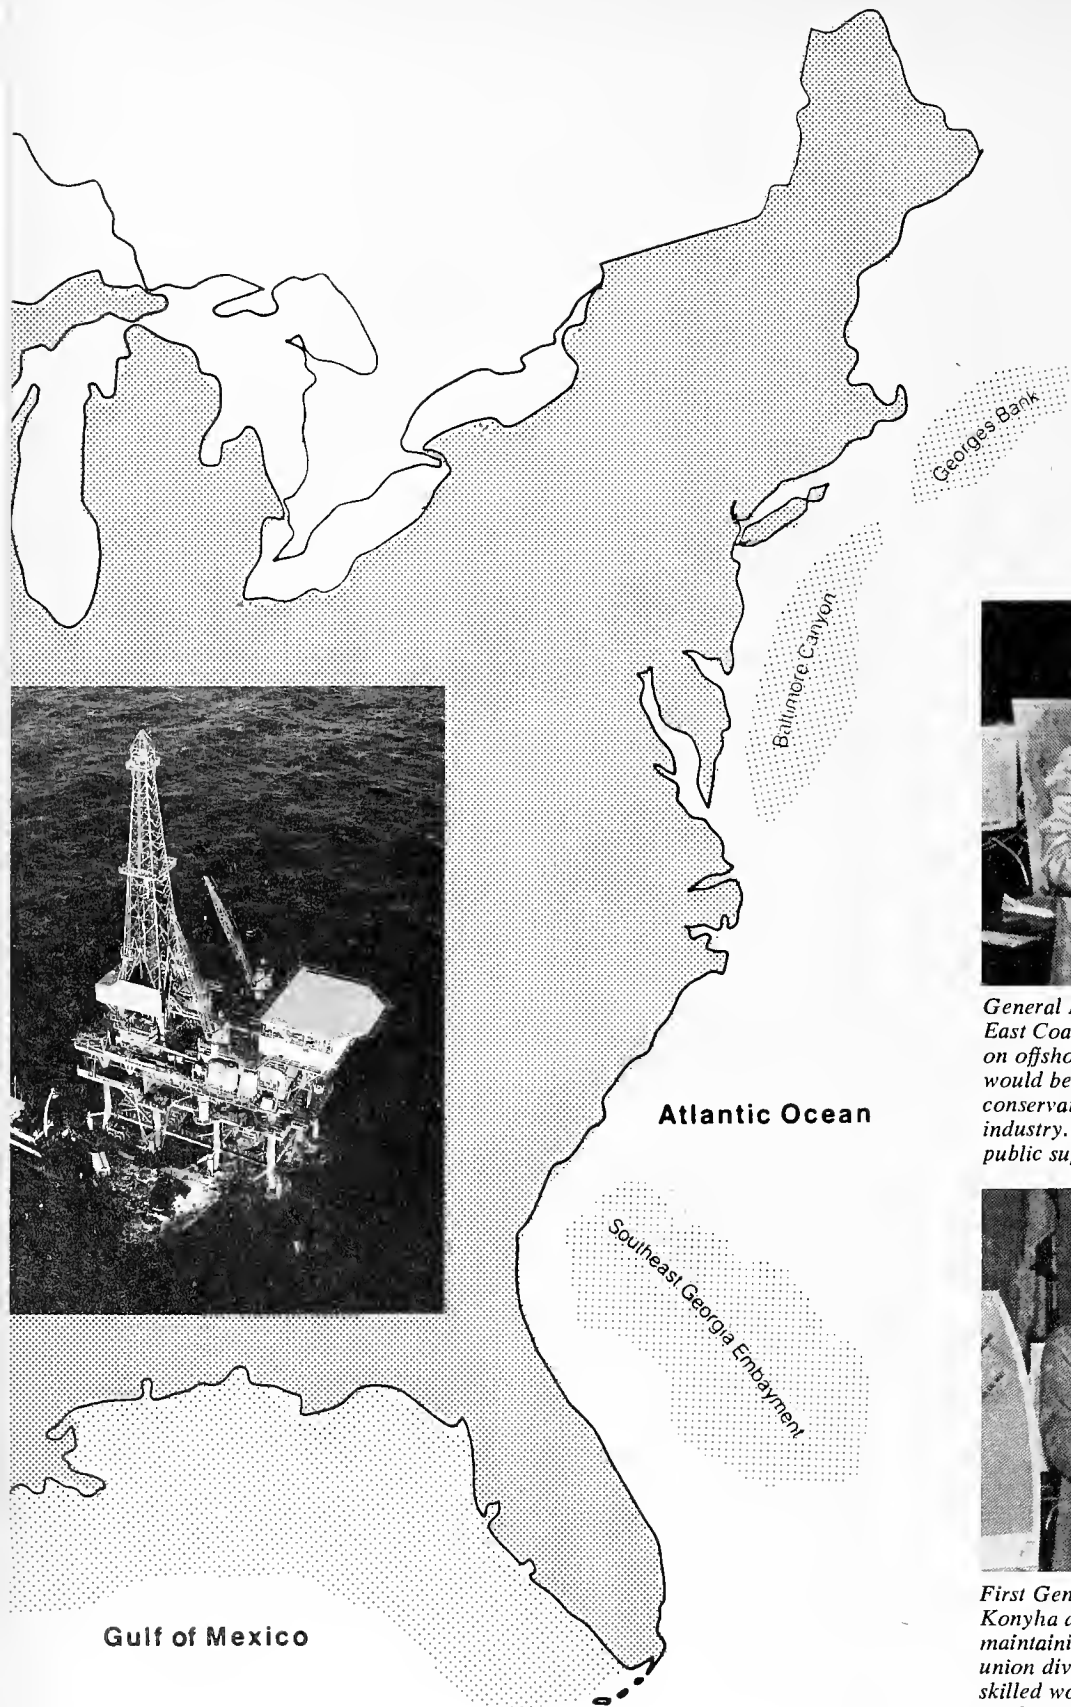 Georges Bank
Baltimore Canyon
Atlantic Ocean
Southeast Georgia Embayment
Gulf of Mexico
General
East Coa
on offsho
would be
conservat
industry.
public su
First Gen
Konyha a
maintaini
union div
skilled wo